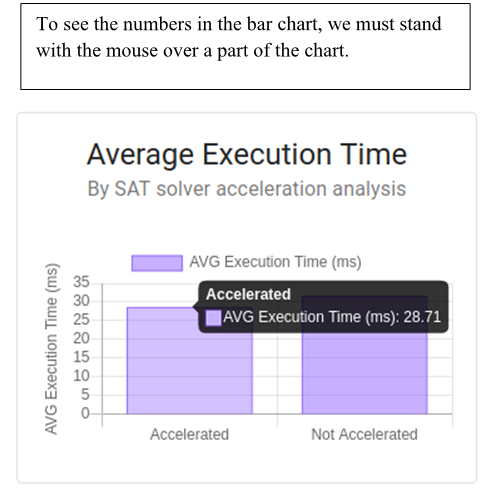 To see the numbers in the bar chart, we must stand
with the mouse over a part of the chart.
Average Execution Time
By SAT solver acceleration analysis
AVG Execution Time (ms)
AVG Execution Time (ms)
35
30
25
20
15
10
5
0
Accelerated
AVG Execution Time (ms): 28.71
Accelerated
Not Accelerated